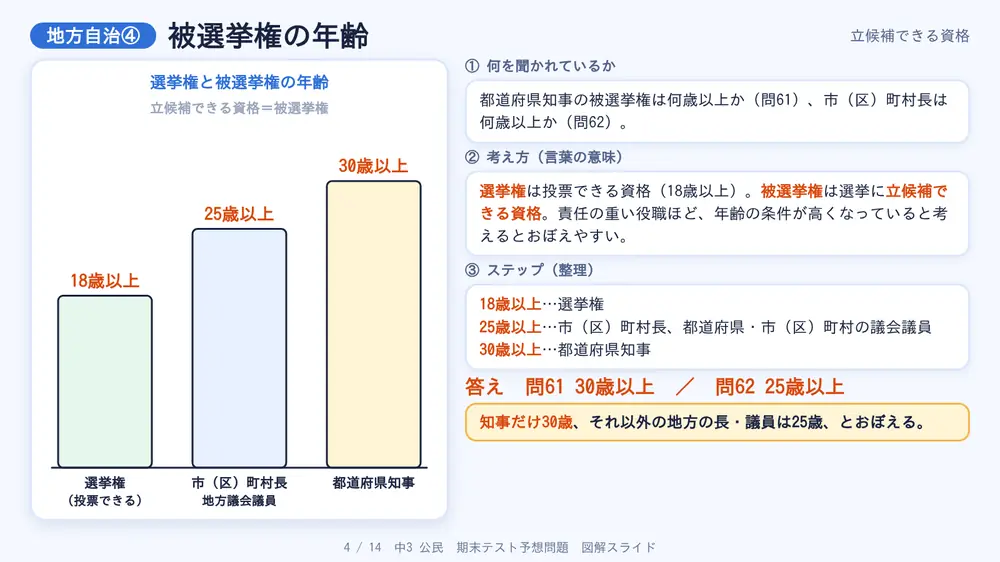 地方自治④ 被選挙権の年齢
立候補できる資格
選挙権と被選挙権の年齢
立候補できる資格＝被選挙権
18歳以上
25歳以上
30歳以上
選挙権
（投票できる）
市（区）町村長
地方議会議員
都道府県知事
① 何を聞かれているか
都道府県知事の被選挙権は何歳以上か（問61）、市（区）町村長は
何歳以上か（問62）。
② 考え方（言葉の意味）
選挙権は投票できる資格（18歳以上）。被選挙権は選挙に立候補で
きる資格。責任の重い役職ほど、年齢の条件が高くなっていると考
えるとおぼえやすい。
③ ステップ（整理）
18歳以上…選挙権
25歳以上…市（区）町村長、都道府県・市（区）町村の議会議員
30歳以上…都道府県知事
答え 問61 30歳以上 ／ 問62 25歳以上
知事だけ30歳、それ以外の地方の長・議員は25歳、とおぼえる。
4 / 14 中3 公民 期末テスト予想問題 図解スライド